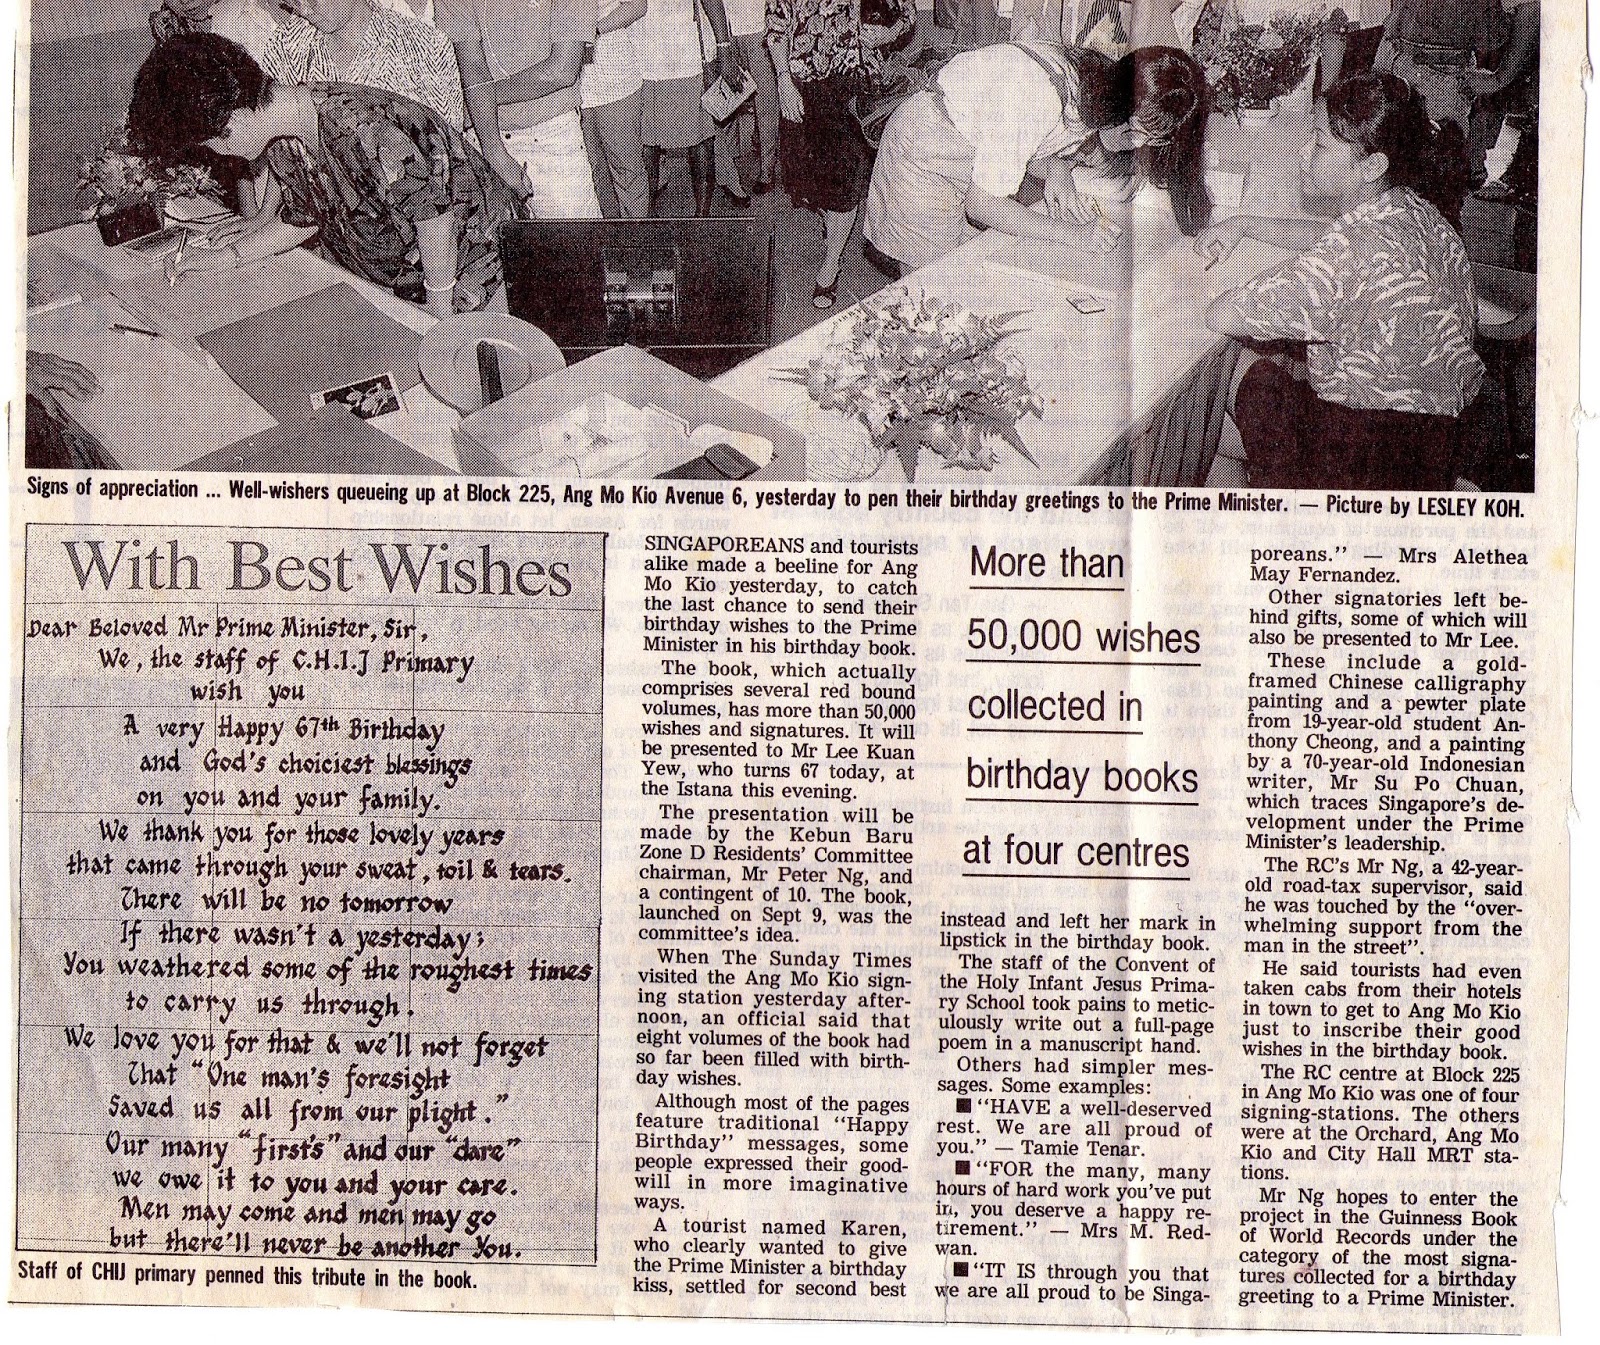 Signs of appreciation ... Well-wishers queueing up at Block 225, Ang Mo Kio Avenue 6, yesterday to pen their birthday greetings to the Prime Minister. — Picture by LESLEY KOH.
With Best Wishes
Dear Beloved Mr Prime Minister, Sir,
We, the staff of C.H.I.J Primary
wish you
A very Happy 67th Birthday
and God's choiciest blessings
on you and your family.
We thank you for those lovely years
that came through your sweat, toil & tears.
There will be no tomorrow
If there wasn't a yesterday;
You weathered some of the roughest times
to carry us through.
We love you for that & we'll not forget
That "One man's foresight
Saved us all from our plight."
Our many "first's" and our "dare"
we owe it to you and your care.
Men may come and men may go
but there'll never be another You.
Staff of CHIJ primary penned this tribute in the book.
SINGAPOREANS and tourists
alike made a beeline for Ang
Mo Kio yesterday, to catch
the last chance to send their
birthday wishes to the Prime
Minister in his birthday book.
The book, which actually
comprises several red bound
volumes, has more than 50,000
wishes and signatures. It will
be presented to Mr Lee Kuan
Yew, who turns 67 today, at
the Istana this evening.
The presentation will be
made by the Kebun Baru
Zone D Residents' Committee
chairman, Mr Peter Ng, and
a contingent of 10. The book,
launched on Sept 9, was the
committee's idea.
When The Sunday Times
visited the Ang Mo Kio sign-
ing station yesterday after-
noon, an official said that
eight volumes of the book had
so far been filled with birth-
day wishes.
Although most of the pages
feature traditional "Happy
Birthday" messages, some
people expressed their good-
will in more imaginative
ways.
A tourist named Karen,
who clearly wanted to give
the Prime Minister a birthday
kiss, settled for second best
More than
50,000 wishes
collected in
birthday books
at four centres
instead and left her mark in
lipstick in the birthday book.
The staff of the Convent of
the Holy Infant Jesus Prima-
ry School took pains to metic-
ulously write out a full-page
poem in a manuscript hand.
Others had simpler mes-
sages. Some examples:
■ "HAVE a well-deserved
rest. We are all proud of
you." — Tamie Tenar.
■ "FOR the many, many
hours of hard work you've put
in, you deserve a happy re-
tirement." — Mrs M. Red-
wan.
■ "IT IS through you that
we are all proud to be Singa-
poreans." — Mrs Alethea
May Fernandez.
Other signatories left be-
hind gifts, some of which will
also be presented to Mr Lee.
These include a gold-
framed Chinese calligraphy
painting and a pewter plate
from 19-year-old student An-
thony Cheong, and a painting
by a 70-year-old Indonesian
writer, Mr Su Po Chuan,
which traces Singapore's de-
velopment under the Prime
Minister's leadership.
The RC's Mr Ng, a 42-year-
old road-tax supervisor, said
he was touched by the "over-
whelming support from the
man in the street".
He said tourists had even
taken cabs from their hotels
in town to get to Ang Mo Kio
just to inscribe their good
wishes in the birthday book.
The RC centre at Block 225
in Ang Mo Kio was one of four
signing-stations. The others
were at the Orchard, Ang Mo
Kio and City Hall MRT sta-
tions.
Mr Ng hopes to enter the
project in the Guinness Book
of World Records under the
category of the most signa-
tures collected for a birthday
greeting to a Prime Minister.